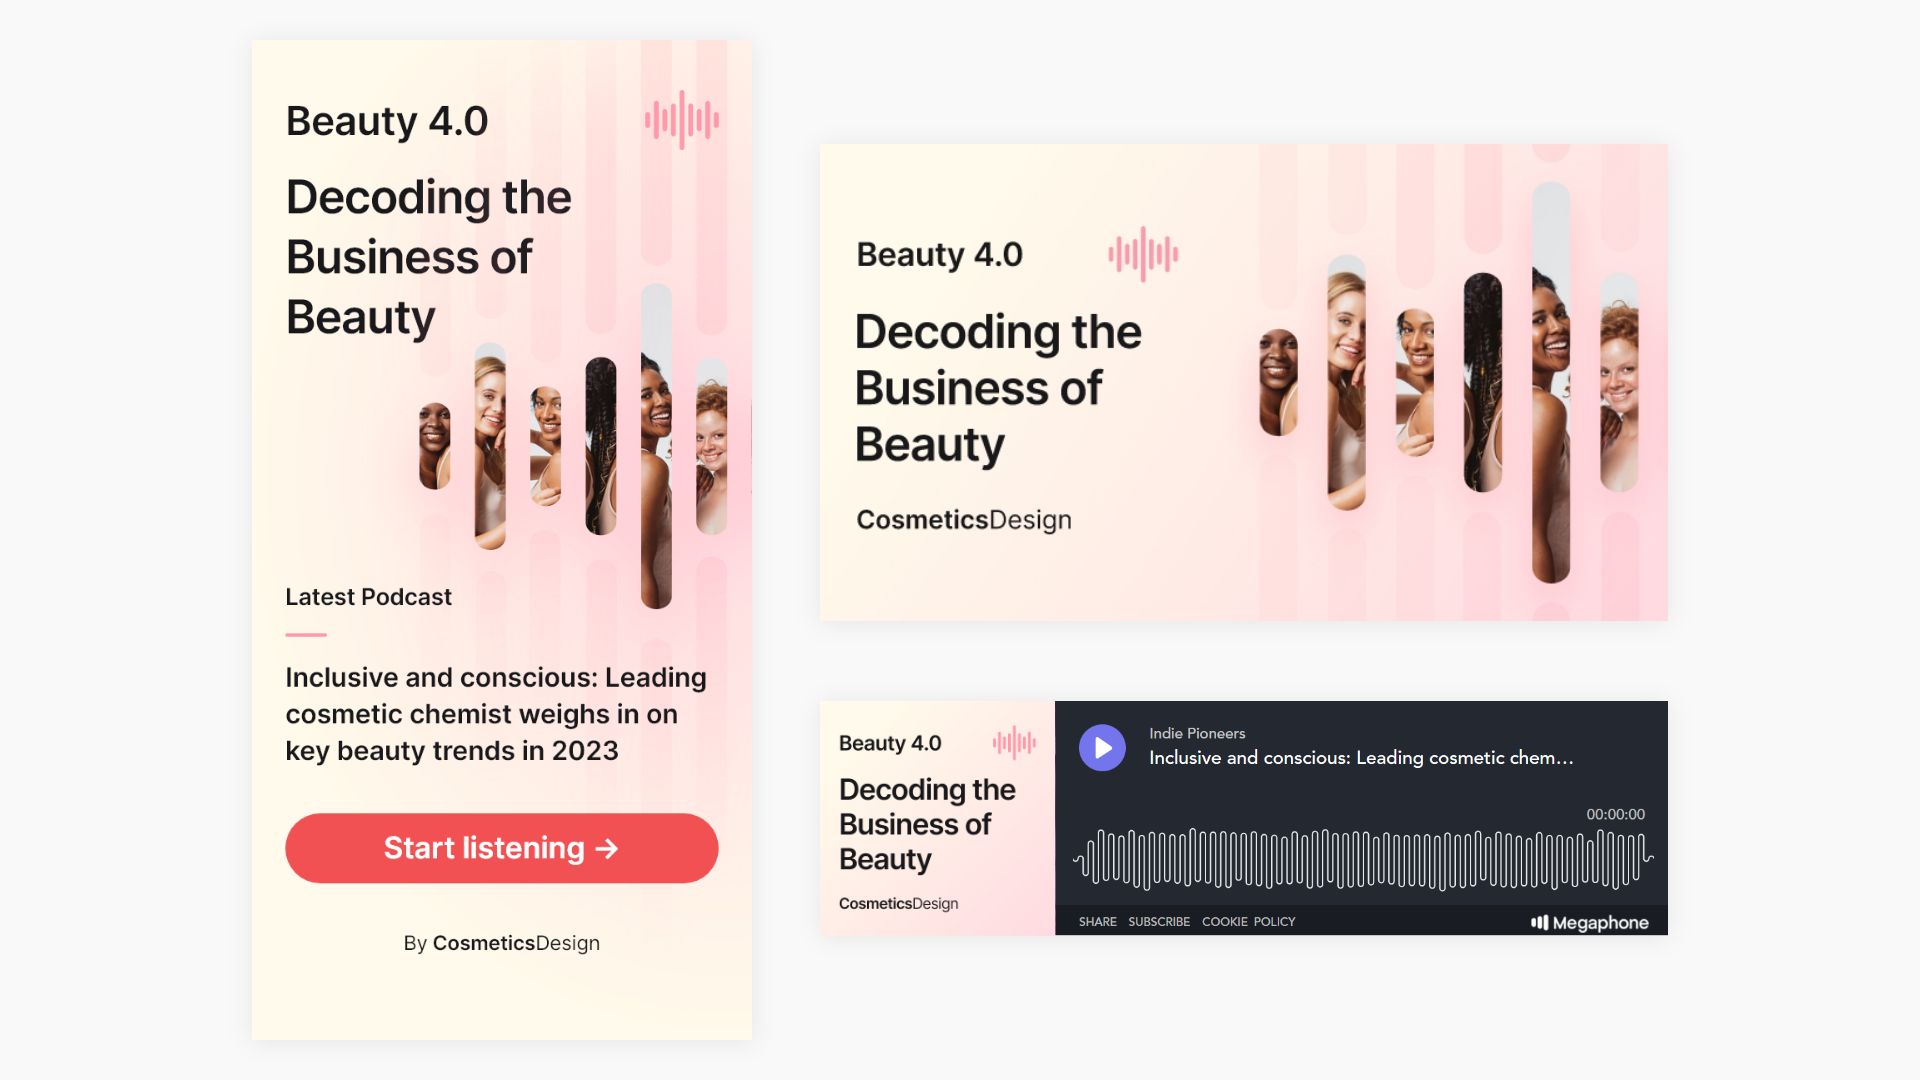 Beauty 4.0
Decoding the
Business of
Beauty
Latest Podcast
Inclusive and conscious: Leading
cosmetic chemist weighs in on
key beauty trends in 2023
Start listening →
By CosmeticsDesign
Beauty 4.0
Decoding the
Business of
Beauty
CosmeticsDesign
Beauty 4.0
Decoding the
Business of
Beauty
CosmeticsDesign
Indie Pioneers
Inclusive and conscious: Leading cosmetic chem...
00:00:00
SHARE SUBSCRIBE COOKIE POLICY
Megaphone